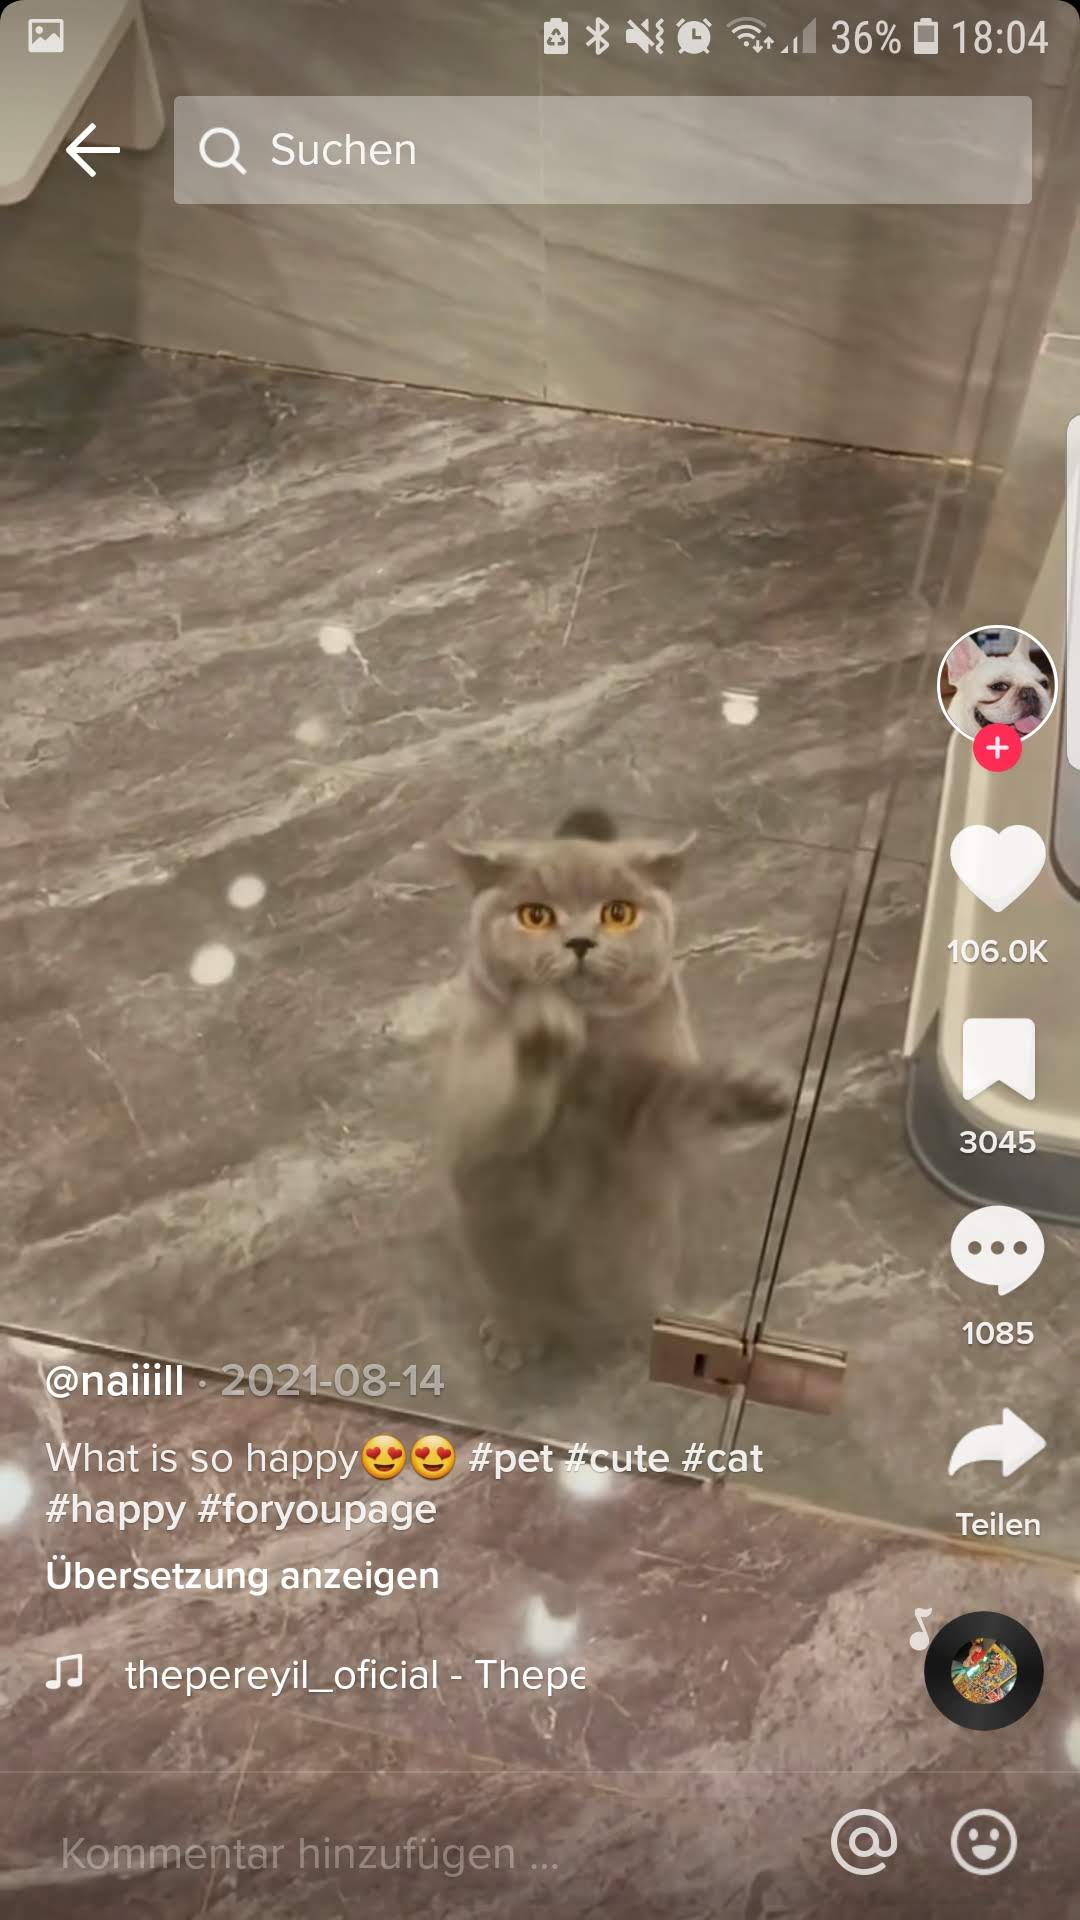 36% 18:04
Suchen
106.0K
3045
1085
@naiiill · 2021-08-14
What is so happy😍😍 #pet #cute #cat
#happy #foryoupage
Teilen
Übersetzung anzeigen
thepereyil_oficial - Thepe
Kommentar hinzufügen ...